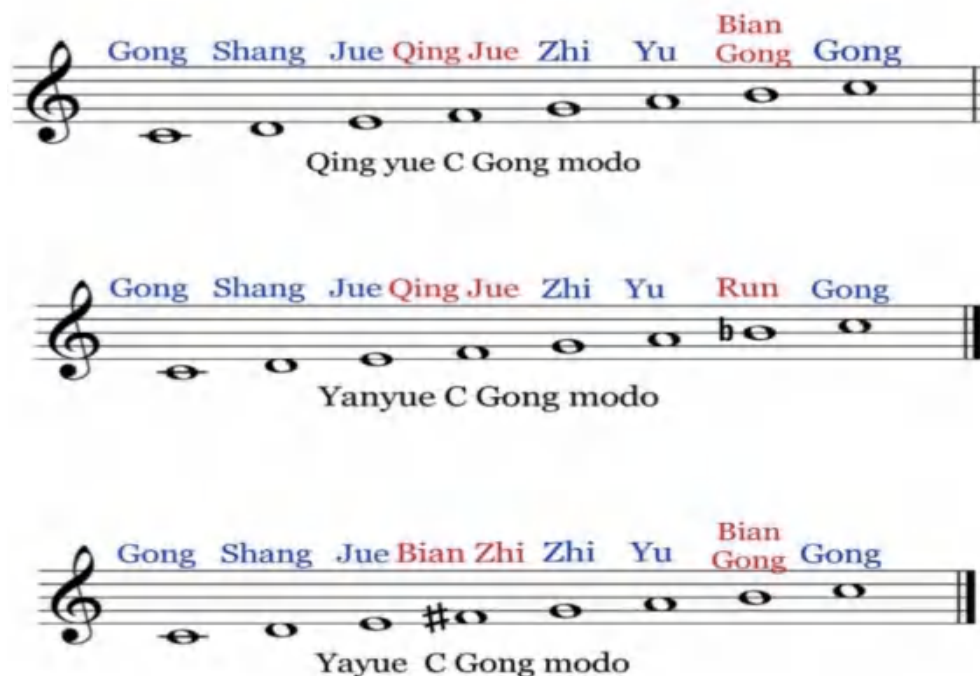 Gong Shang Jue Qing Jue Zhi Yu Bian Gong Gong
Qing yue C Gong modo
Gong Shang Jue Qing Jue Zhi Yu Run Gong
Yanyue C Gong modo
Gong Shang Jue Bian Zhi Zhi Yu Bian Gong Gong
Yayue C Gong modo